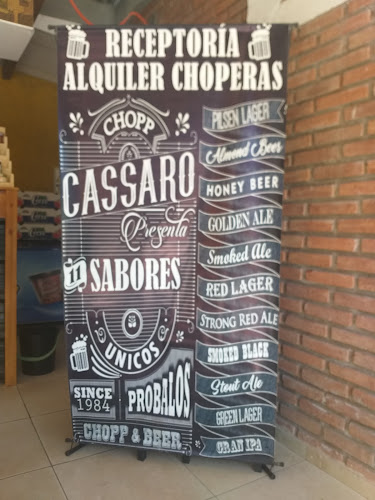 RECEPTORÍA
ALQUILER CHOPERAS
CHOPP
CASSARO
Presenta
11 SABORES
UNICOS
SINCE
1984
PROBALOS
CHOPP & BEER
PILSEN LAGER
Almond Beer
HONEY BEER
GOLDEN ALE
Smoked Ale
RED LAGER
STRONG RED ALE
SMOKED BLACK
Stout Ale
GREEN LAGER
GRAN IPA